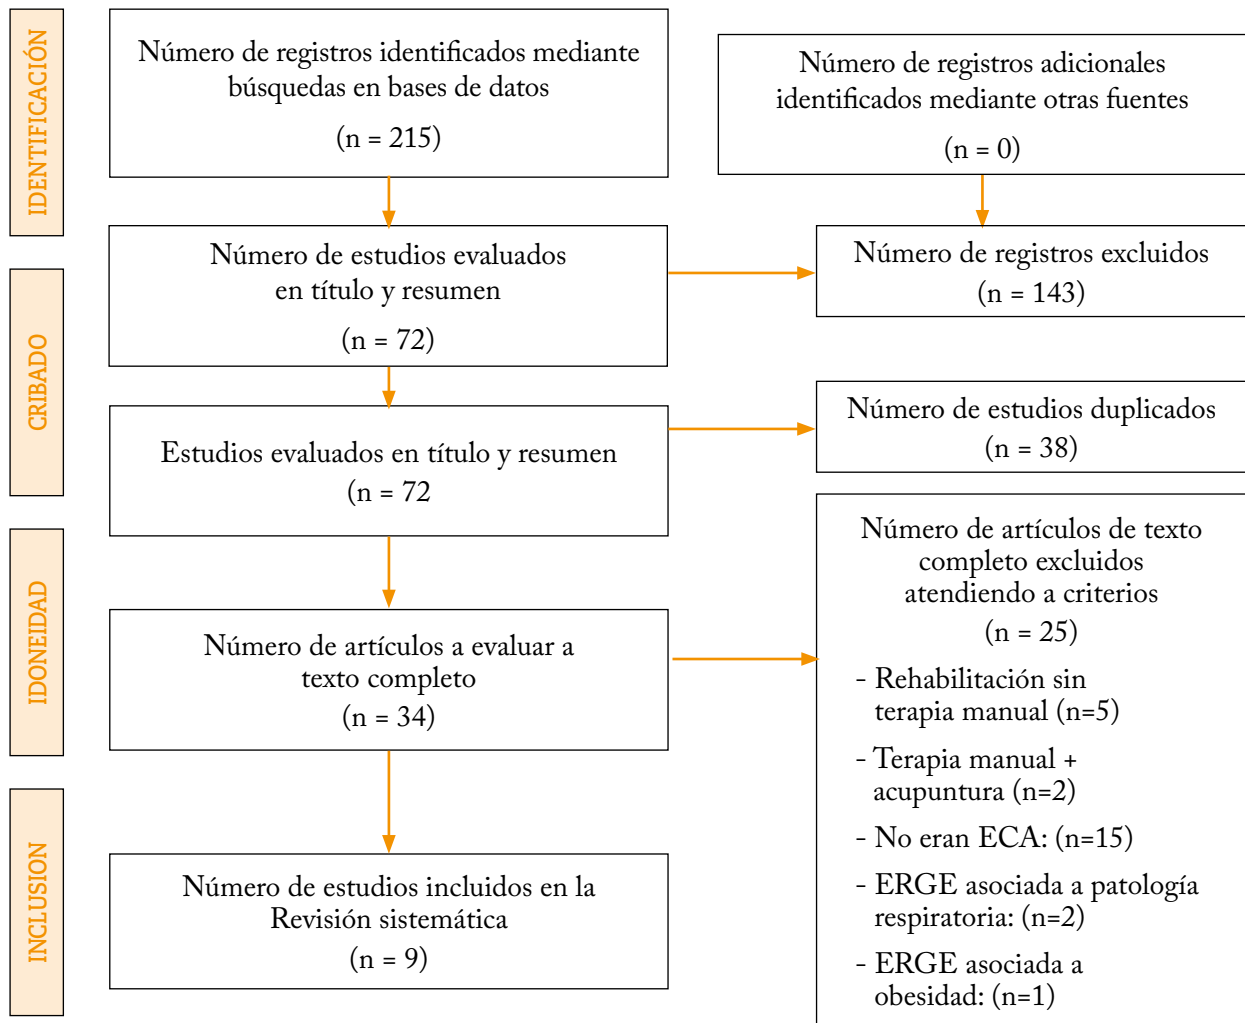 IDENTIFICACIÓN
Número de registros identificados mediante
búsquedas en bases de datos
(n = 215)
Número de registros adicionales
identificados mediante otras fuentes
(n = 0)
CRIBADO
Número de estudios evaluados
en título y resumen
(n = 72)
Número de registros excluidos
(n = 143)
Estudios evaluados en título y resumen
(n = 72
Número de estudios duplicados
(n = 38)
IDONEIDAD
Número de artículos a evaluar a
texto completo
(n = 34)
Número de artículos de texto
completo excluidos
atendiendo a criterios
(n = 25)
- Rehabilitación sin
terapia manual (n=5)
- Terapia manual +
acupuntura (n=2)
- No eran ECA: (n=15)
- ERGE asociada a patología
respiratoria: (n=2)
- ERGE asociada a
obesidad: (n=1)
INCLUSION
Número de estudios incluidos en la
Revisión sistemática
(n = 9)